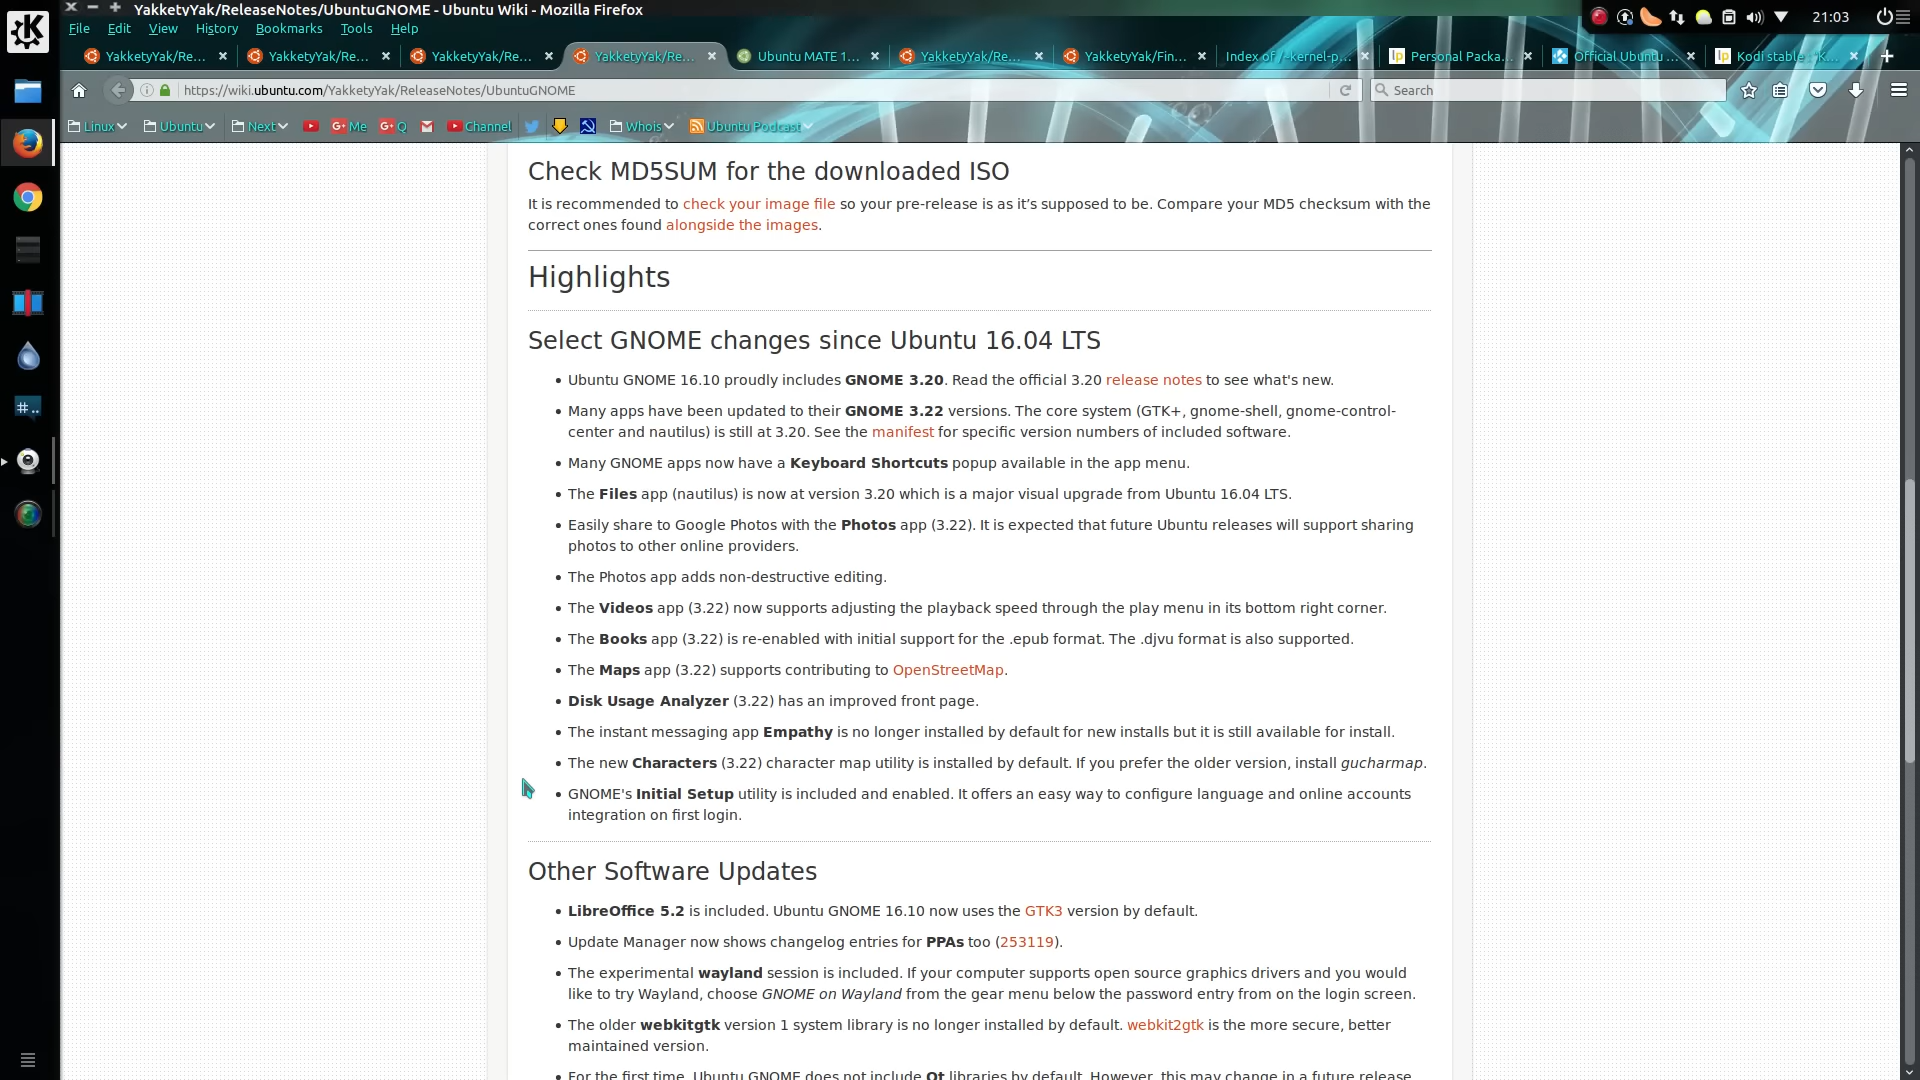 YakketyYak/ReleaseNotes/UbuntuGNOME - Ubuntu Wiki - Mozilla Firefox
21:03
File Edit View History Bookmarks Tools Help
YakketyYak/Re... YakketyYak/Re... YakketyYak/Re... YakketyYak/Re... Ubuntu MATE 1... YakketyYak/Re... YakketyYak/Fin... Index of /~kernel-p... Personal Packa... Official Ubuntu ... Kodi stable : "K...
https://wiki.ubuntu.com/YakketyYak/ReleaseNotes/UbuntuGNOME
Search
Linux Ubuntu Next G+ Me G+ Q Channel Whois Ubuntu Podcast
Check MD5SUM for the downloaded ISO
It is recommended to check your image file so your pre-release is as it’s supposed to be. Compare your MD5 checksum with the
correct ones found alongside the images.
Highlights
Select GNOME changes since Ubuntu 16.04 LTS
• Ubuntu GNOME 16.10 proudly includes GNOME 3.20. Read the official 3.20 release notes to see what's new.
• Many apps have been updated to their GNOME 3.22 versions. The core system (GTK+, gnome-shell, gnome-control-
center and nautilus) is still at 3.20. See the manifest for specific version numbers of included software.
• Many GNOME apps now have a Keyboard Shortcuts popup available in the app menu.
• The Files app (nautilus) is now at version 3.20 which is a major visual upgrade from Ubuntu 16.04 LTS.
• Easily share to Google Photos with the Photos app (3.22). It is expected that future Ubuntu releases will support sharing
photos to other online providers.
• The Photos app adds non-destructive editing.
• The Videos app (3.22) now supports adjusting the playback speed through the play menu in its bottom right corner.
• The Books app (3.22) is re-enabled with initial support for the .epub format. The .djvu format is also supported.
• The Maps app (3.22) supports contributing to OpenStreetMap.
• Disk Usage Analyzer (3.22) has an improved front page.
• The instant messaging app Empathy is no longer installed by default for new installs but it is still available for install.
• The new Characters (3.22) character map utility is installed by default. If you prefer the older version, install gucharmap.
• GNOME's Initial Setup utility is included and enabled. It offers an easy way to configure language and online accounts
integration on first login.
Other Software Updates
• LibreOffice 5.2 is included. Ubuntu GNOME 16.10 now uses the GTK3 version by default.
• Update Manager now shows changelog entries for PPAs too (253119).
• The experimental wayland session is included. If your computer supports open source graphics drivers and you would
like to try Wayland, choose GNOME on Wayland from the gear menu below the password entry from on the login screen.
• The older webkitgtk version 1 system library is no longer installed by default. webkit2gtk is the more secure, better
maintained version.
• For the first time, Ubuntu GNOME does not include Qt libraries by default. However, this may change in a future release